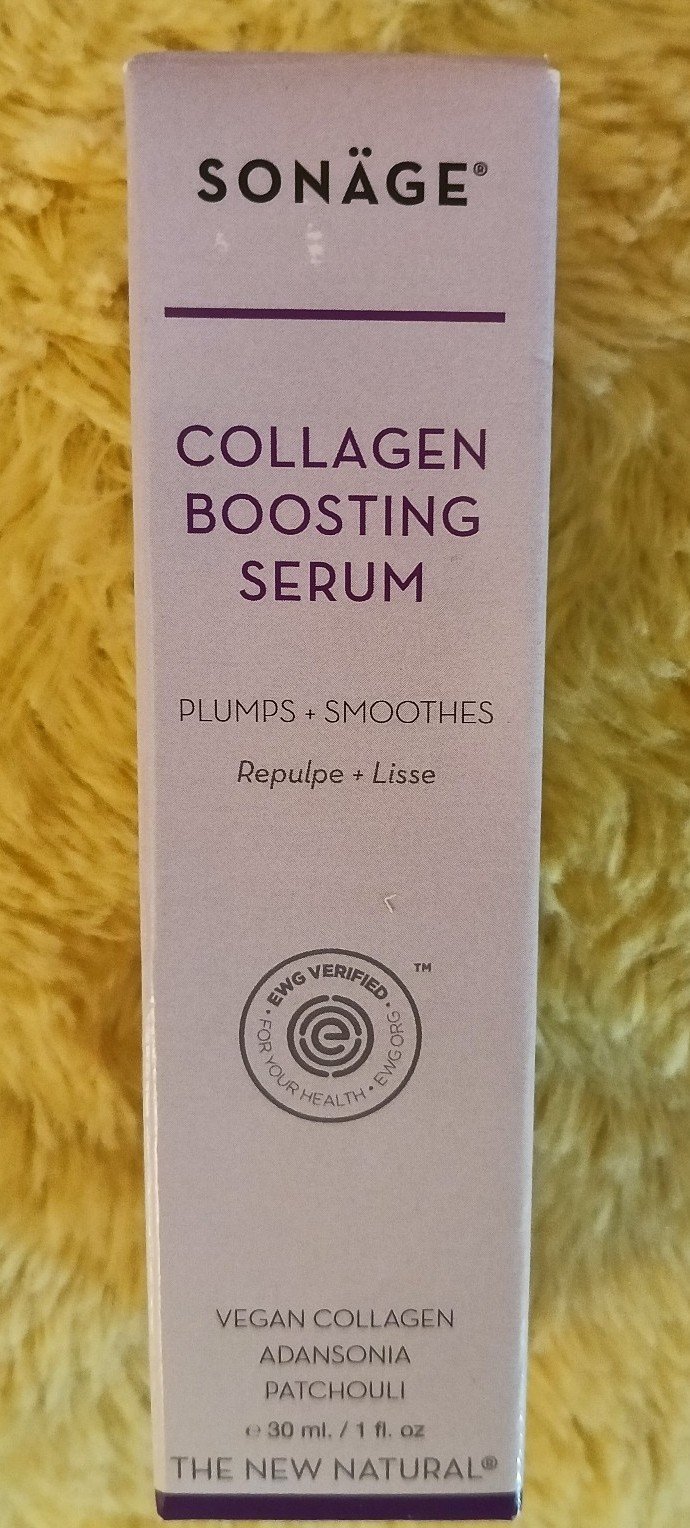 SONÄGE®
COLLAGEN
BOOSTING
SERUM
PLUMPS + SMOOTHES
Repulpe + Lisse
• EWG VERIFIED • ™
FOR YOUR HEALTH • EWG.ORG
e
VEGAN COLLAGEN
ADANSONIA
PATCHOULI
℮ 30 ml. / 1 fl. oz
THE NEW NATURAL®